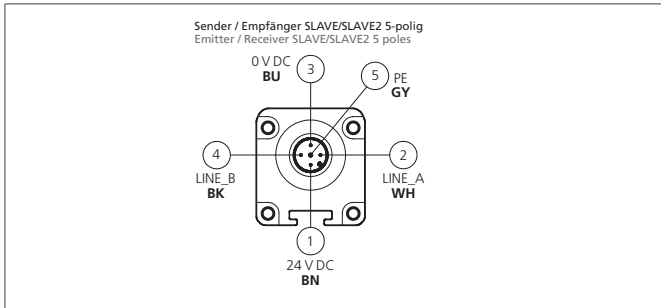 Sender / Empfänger SLAVE/SLAVE2 5-polig
Emitter / Receiver SLAVE/SLAVE2 5 poles
0 V DC
BU
3
5
PE
GY
4
LINE_B
BK
2
LINE_A
WH
1
24 V DC
BN